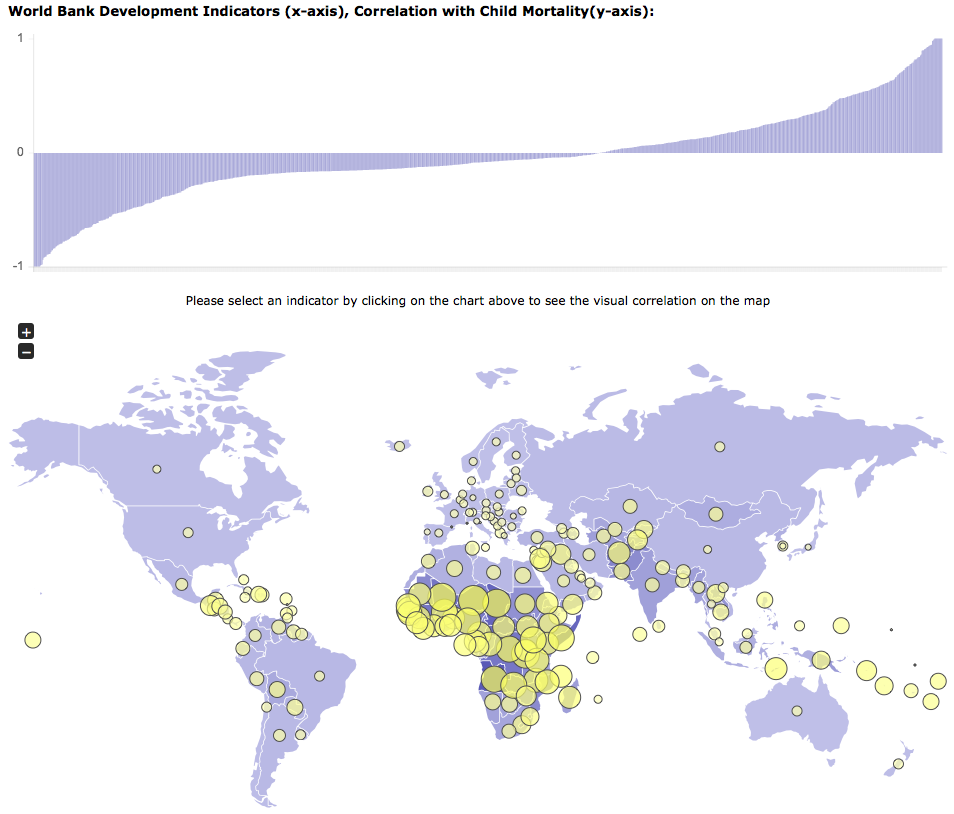 World Bank Development Indicators (x-axis), Correlation with Child Mortality(y-axis):
1
0
-1
Please select an indicator by clicking on the chart above to see the visual correlation on the map
+
−